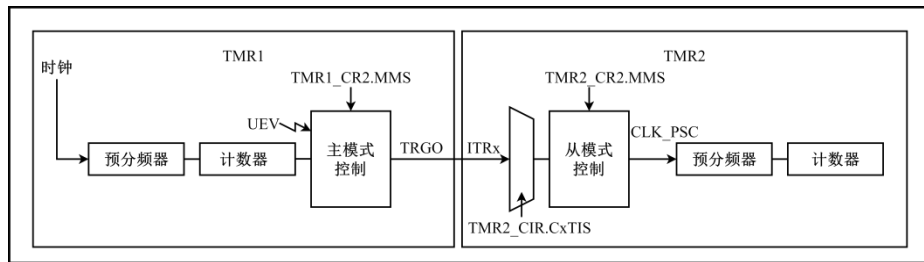 TMR1
TMR2
时钟
TMR1_CR2.MMS
TMR2_CR2.MMS
UEV
CLK_PSC
预分频器
计数器
主模式
控制
TRGO
ITRx
从模式
控制
预分频器
计数器
TMR2_CIR.CxTIS